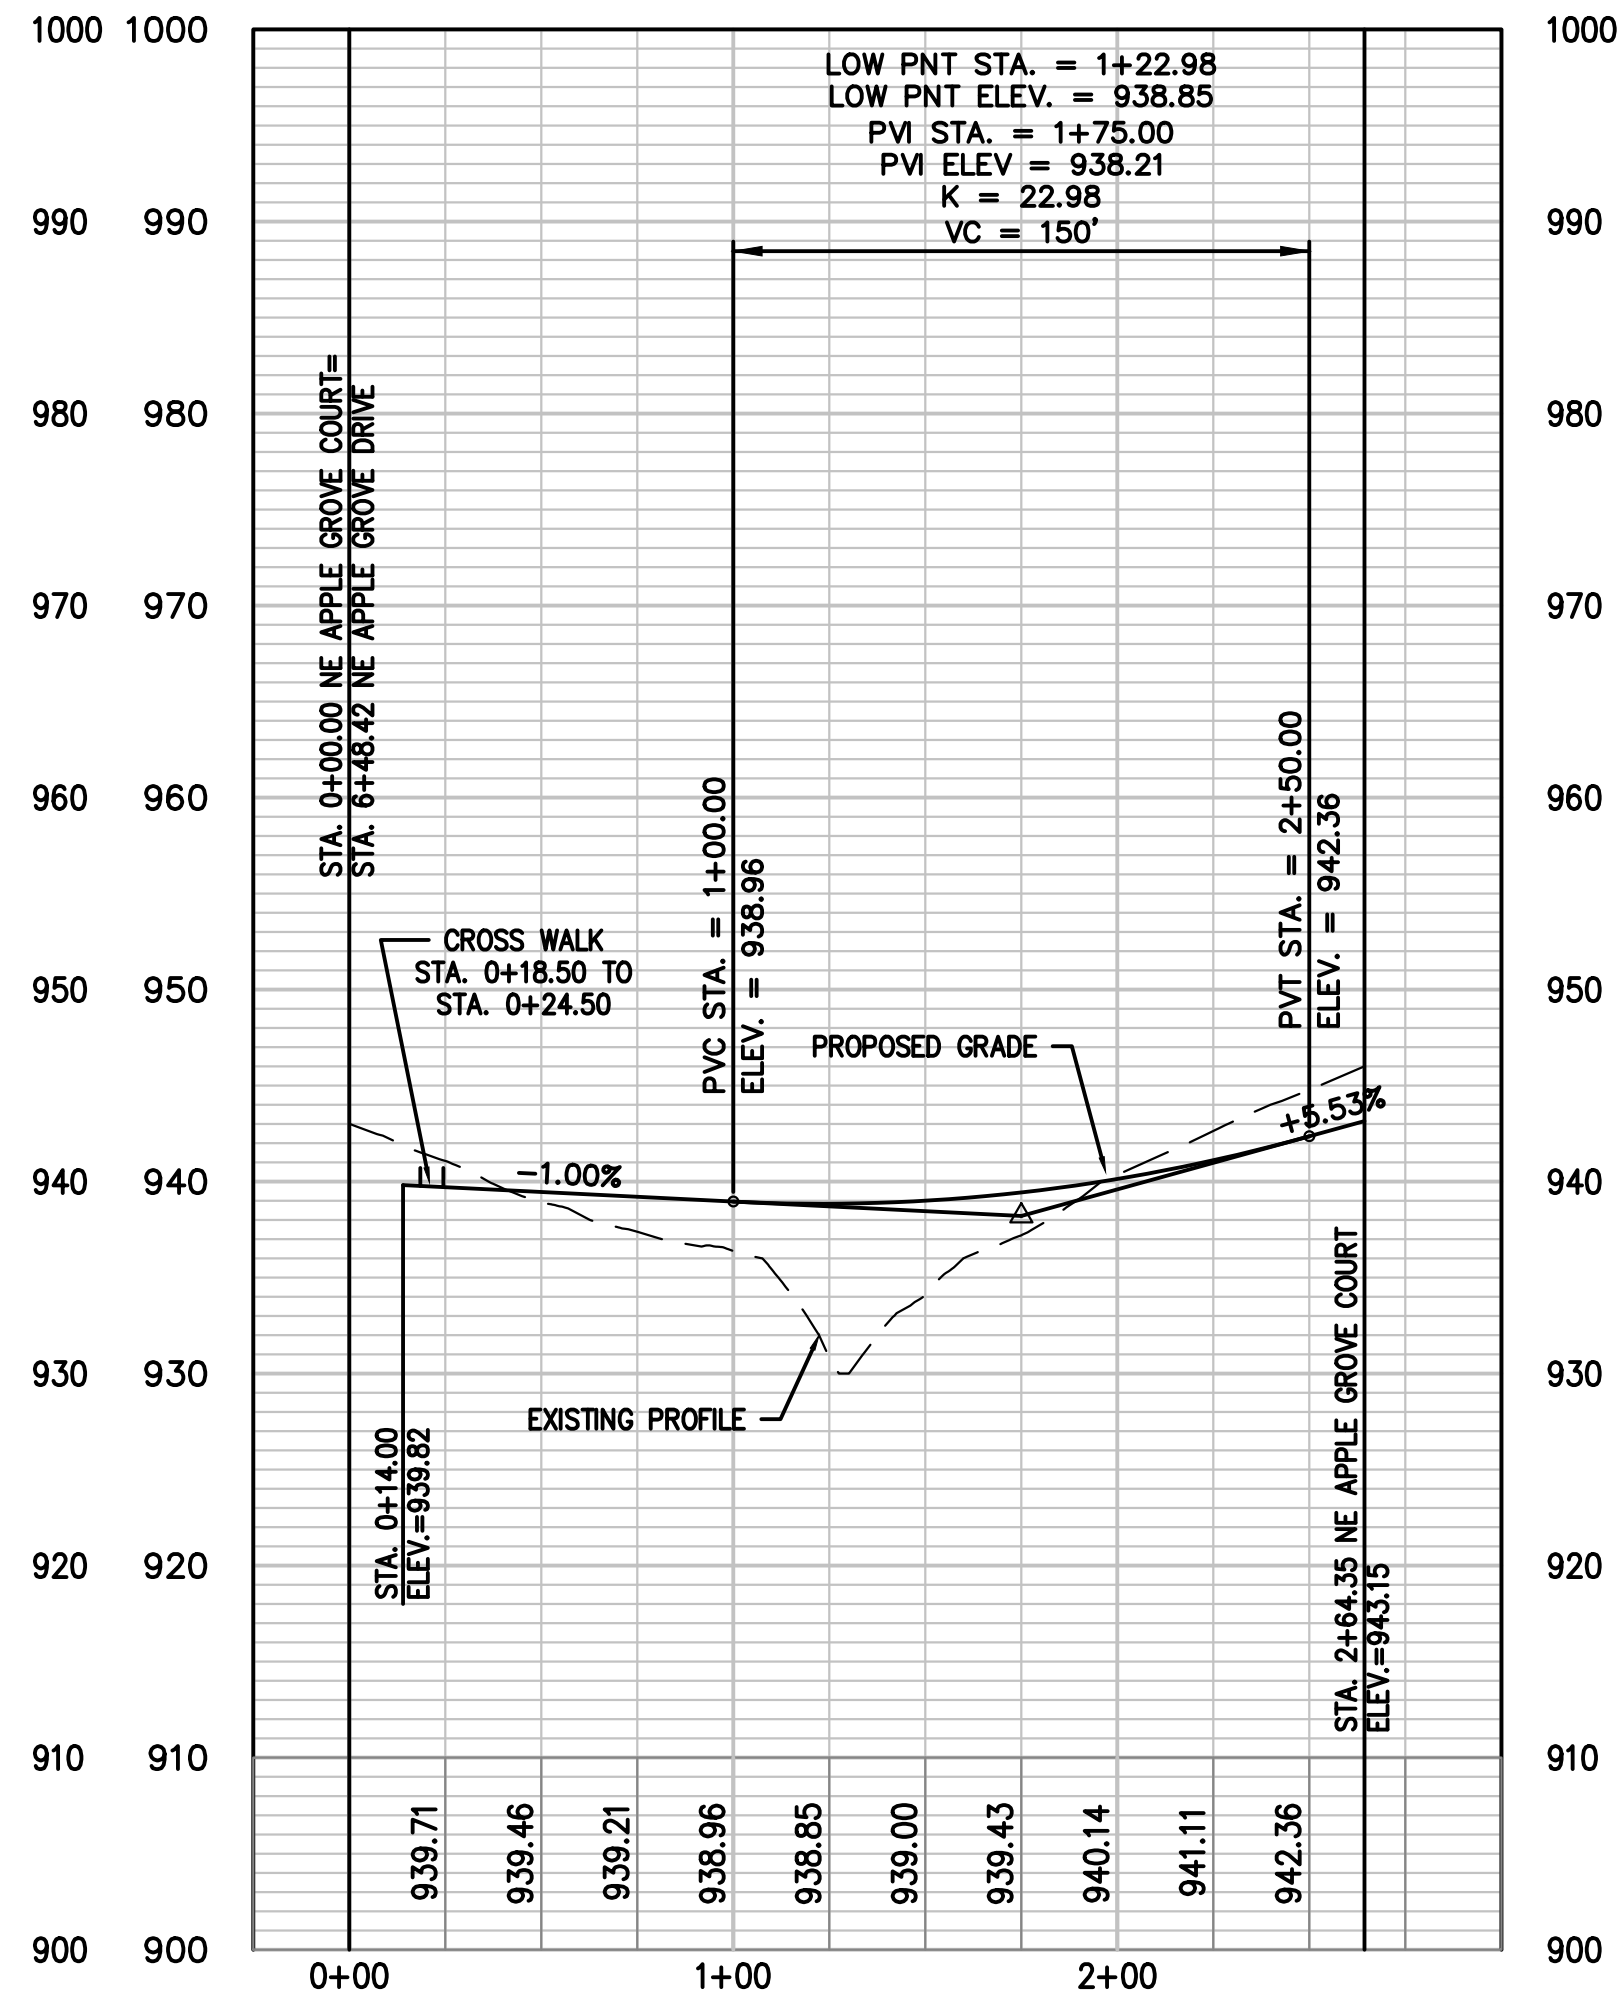 1000 1000 1000
LOW PNT STA. = 1+22.98
LOW PNT ELEV. = 938.85
PVI STA. = 1+75.00
PVI ELEV = 938.21
K = 22.98
VC = 150'
990 990 990
980 980 980
970 970 970
960 960 960
950 950 950
940 940 940
930 930 930
920 920 920
910 910 910
900 900 900
STA. 0+00.00 NE APPLE GROVE COURT=
STA. 6+48.42 NE APPLE GROVE DRIVE
CROSS WALK
STA. 0+18.50 TO
STA. 0+24.50
PVC STA. = 1+00.00
ELEV. = 938.96
PROPOSED GRADE
PVT STA. = 2+50.00
ELEV. = 942.36
-1.00%
+5.53%
EXISTING PROFILE
STA. 0+14.00
ELEV.=939.82
STA. 2+64.35 NE APPLE GROVE COURT
ELEV.=943.15
939.71
939.46
939.21
938.96
938.85
939.00
939.43
940.14
941.11
942.36
0+00 1+00 2+00